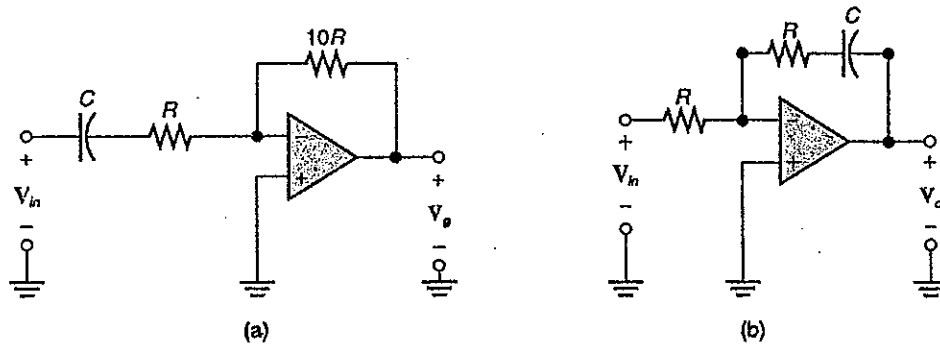 10R
C
R
−
+
+
V_in
−
+
V_o
−
(a)
R
C
R
−
+
+
V_in
−
+
V_o
−
(b)